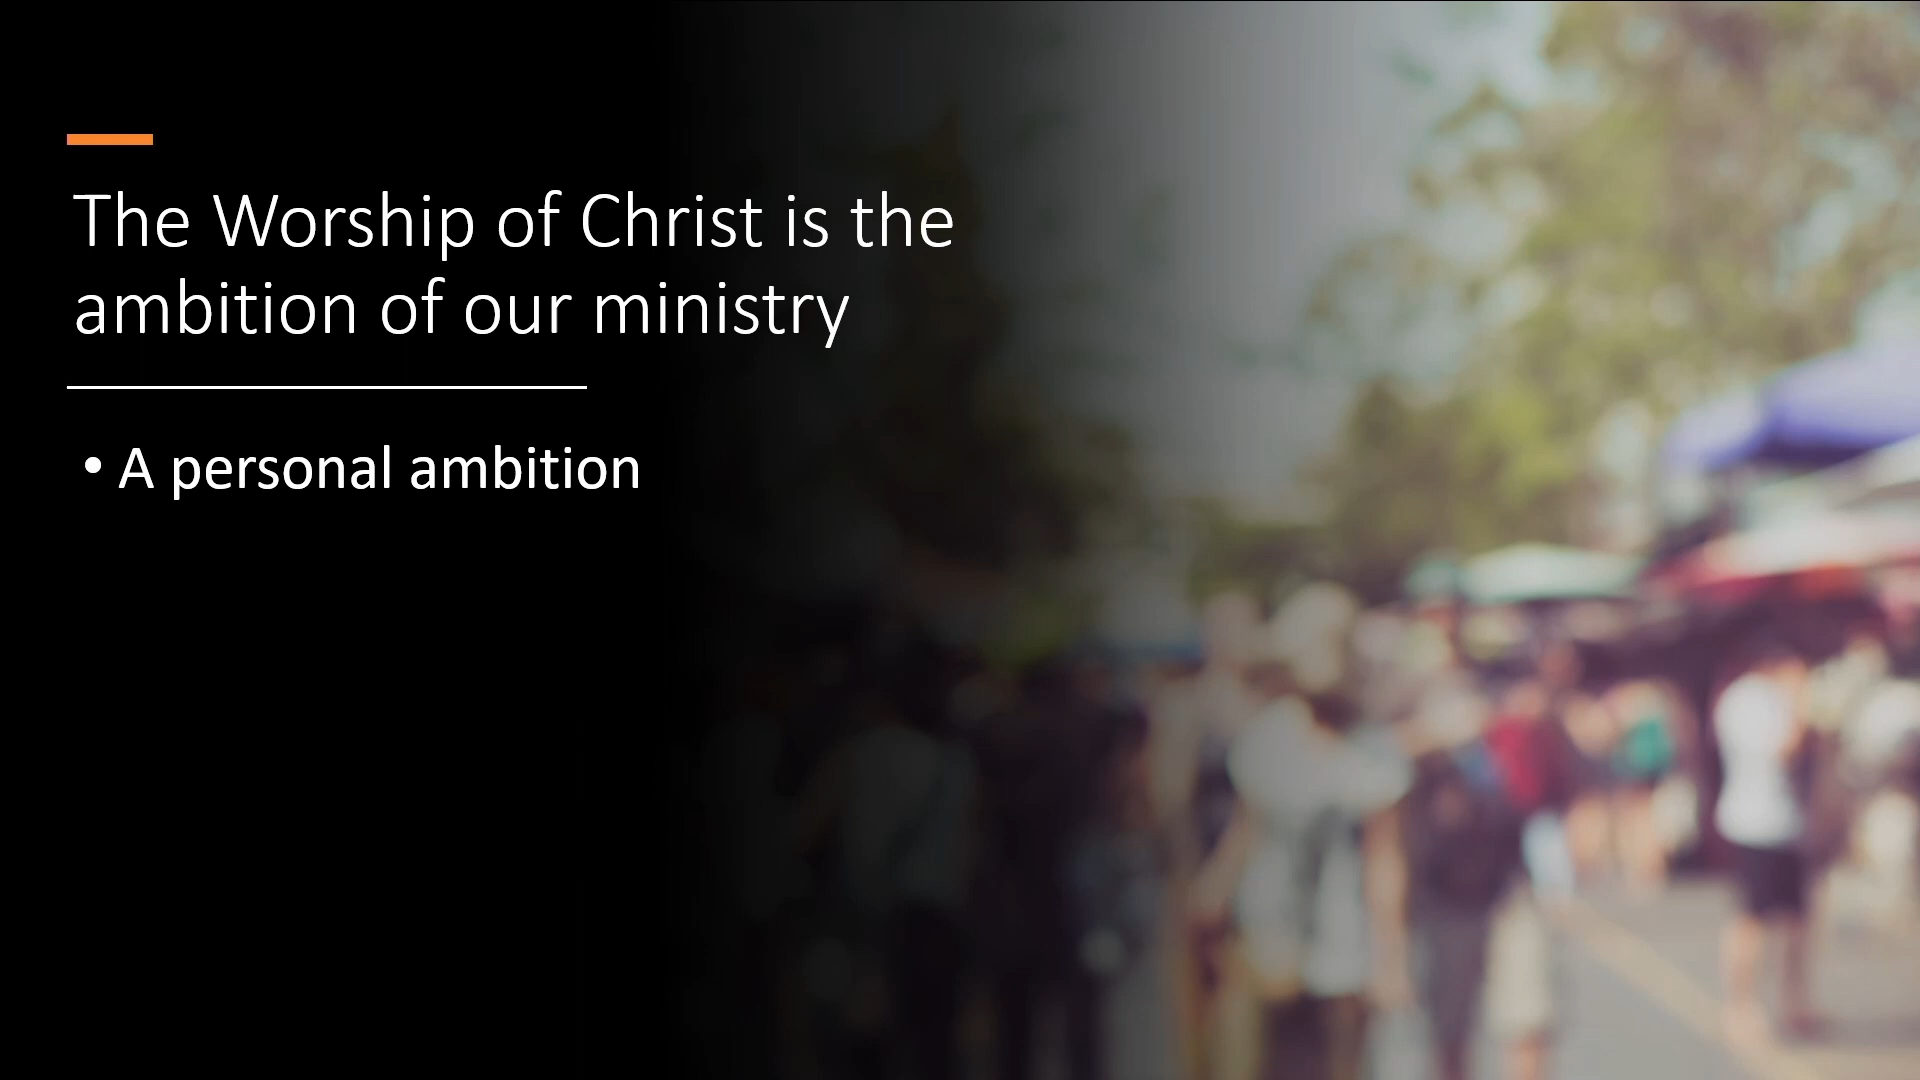 The Worship of Christ is the
ambition of our ministry
• A personal ambition